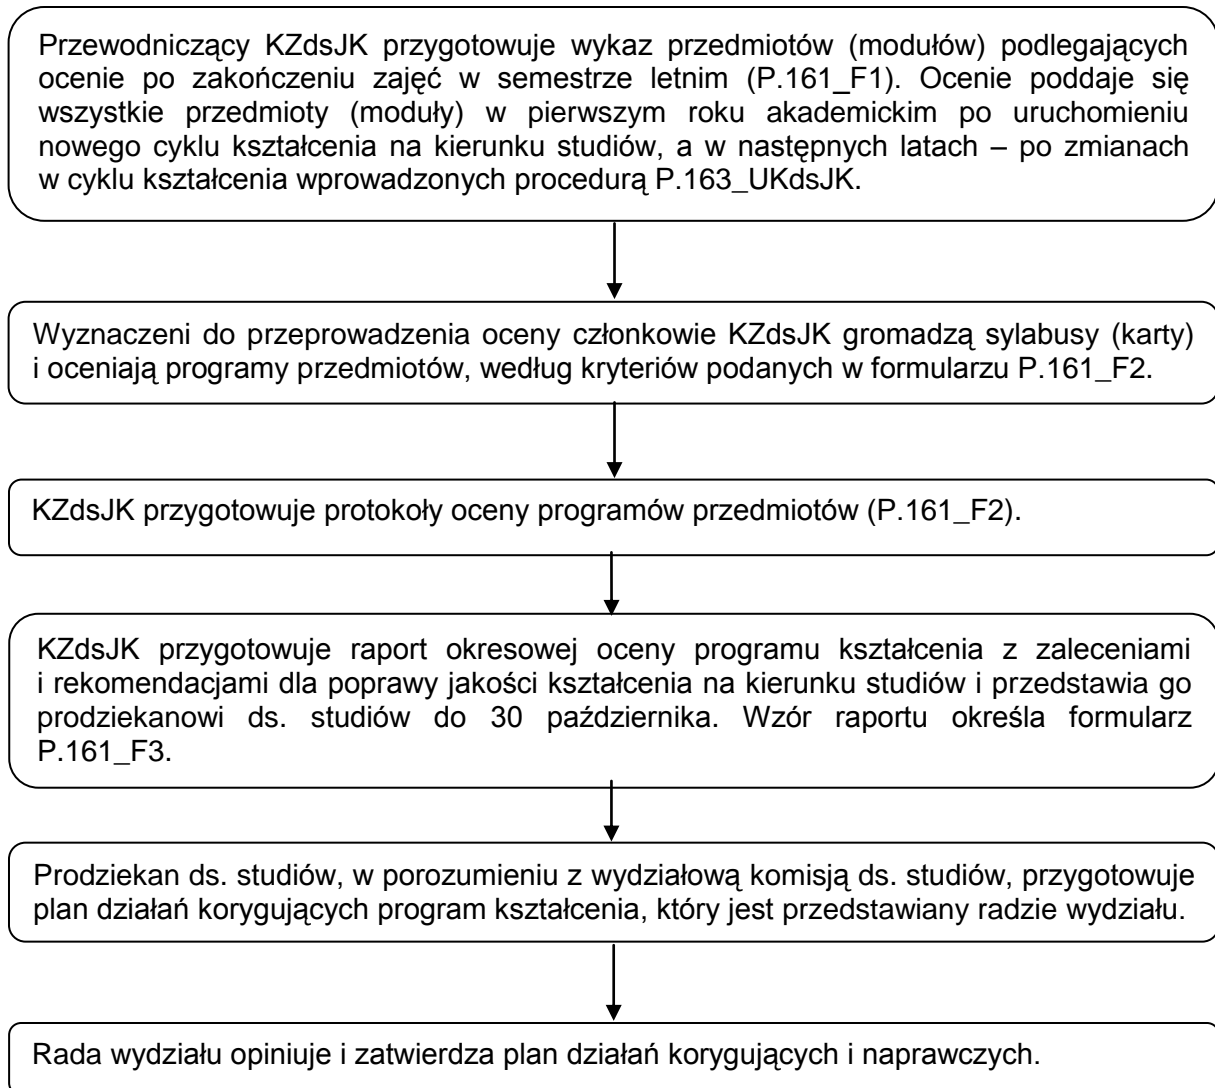 Przewodniczący KZdsJK przygotowuje wykaz przedmiotów (modułów) podlegających
ocenie po zakończeniu zajęć w semestrze letnim (P.161_F1). Ocenie poddaje się
wszystkie przedmioty (moduły) w pierwszym roku akademickim po uruchomieniu
nowego cyklu kształcenia na kierunku studiów, a w następnych latach – po zmianach
w cyklu kształcenia wprowadzonych procedurą P.163_UKdsJK.
Wyznaczeni do przeprowadzenia oceny członkowie KZdsJK gromadzą sylabusy (karty)
i oceniają programy przedmiotów, według kryteriów podanych w formularzu P.161_F2.
KZdsJK przygotowuje protokoły oceny programów przedmiotów (P.161_F2).
KZdsJK przygotowuje raport okresowej oceny programu kształcenia z zaleceniami
i rekomendacjami dla poprawy jakości kształcenia na kierunku studiów i przedstawia go
prodziekanowi ds. studiów do 30 października. Wzór raportu określa formularz
P.161_F3.
Prodziekan ds. studiów, w porozumieniu z wydziałową komisją ds. studiów, przygotowuje
plan działań korygujących program kształcenia, który jest przedstawiany radzie wydziału.
Rada wydziału opiniuje i zatwierdza plan działań korygujących i naprawczych.